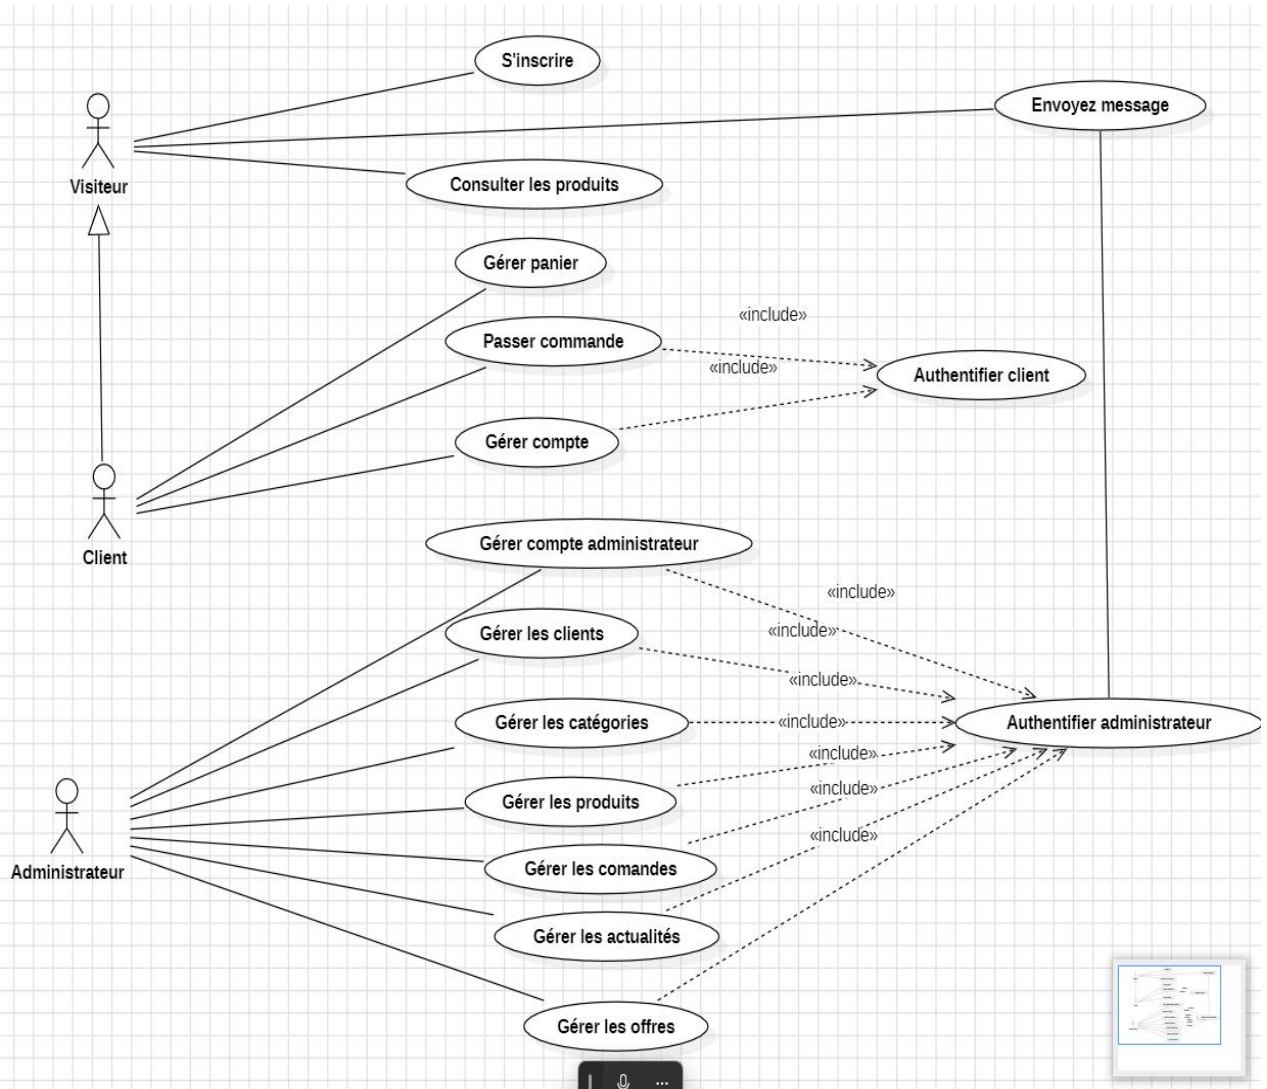 S'inscrire
Envoyez message
Visiteur
Consulter les produits
Gérer panier
«include»
Passer commande
«include»
Authentifier client
Gérer compte
Client
Gérer compte administrateur
«include»
Gérer les clients
«include»
«include»
Gérer les catégories
«include»
Authentifier administrateur
«include»
Gérer les produits
«include»
«include»
Administrateur
Gérer les comandes
Gérer les actualités
Gérer les offres